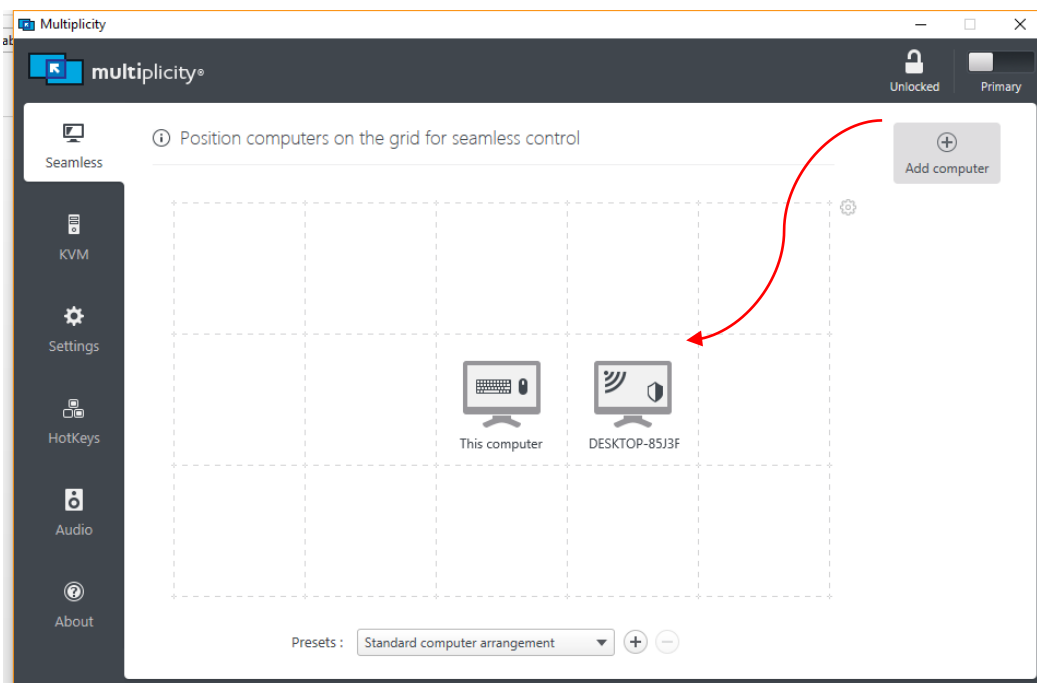 Multiplicity
multiplicity®
Unlocked
Primary
Seamless
Position computers on the grid for seamless control
Add computer
KVM
Settings
This computer
DESKTOP-85J3F
HotKeys
Audio
About
Presets :
Standard computer arrangement